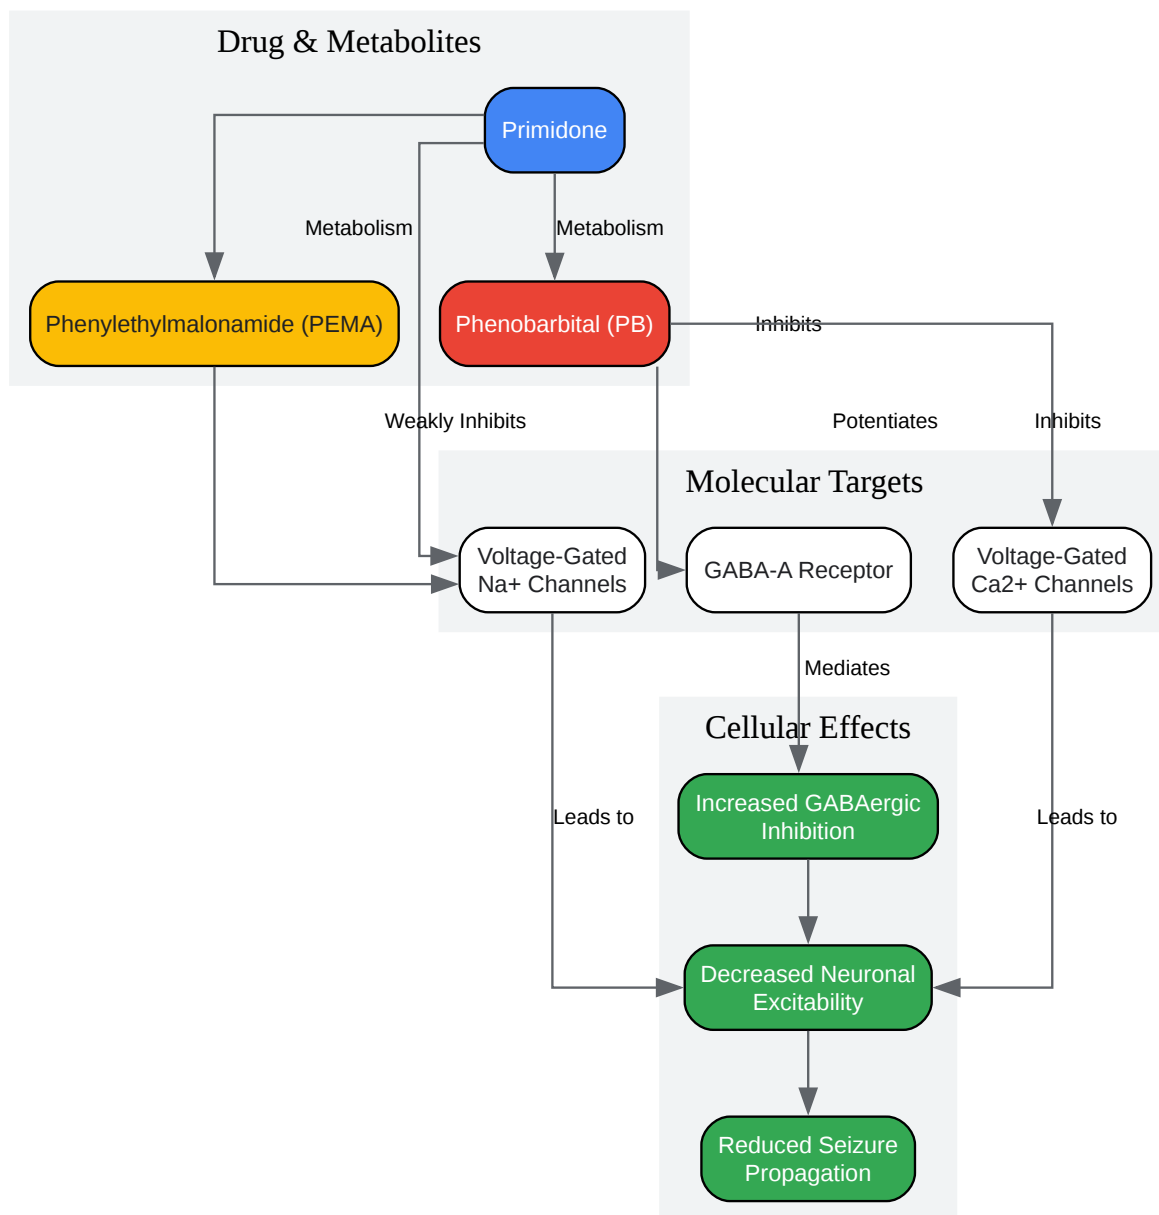 Drug & Metabolites
Primidone
Metabolism
Metabolism
Phenylethylmalonamide (PEMA)
Phenobarbital (PB)
Inhibits
Weakly Inhibits
Potentiates
Inhibits
Molecular Targets
Voltage-Gated
Na+ Channels
GABA-A Receptor
Voltage-Gated
Ca2+ Channels
Mediates
Cellular Effects
Increased GABAergic
Inhibition
Leads to
Leads to
Decreased Neuronal
Excitability
Reduced Seizure
Propagation